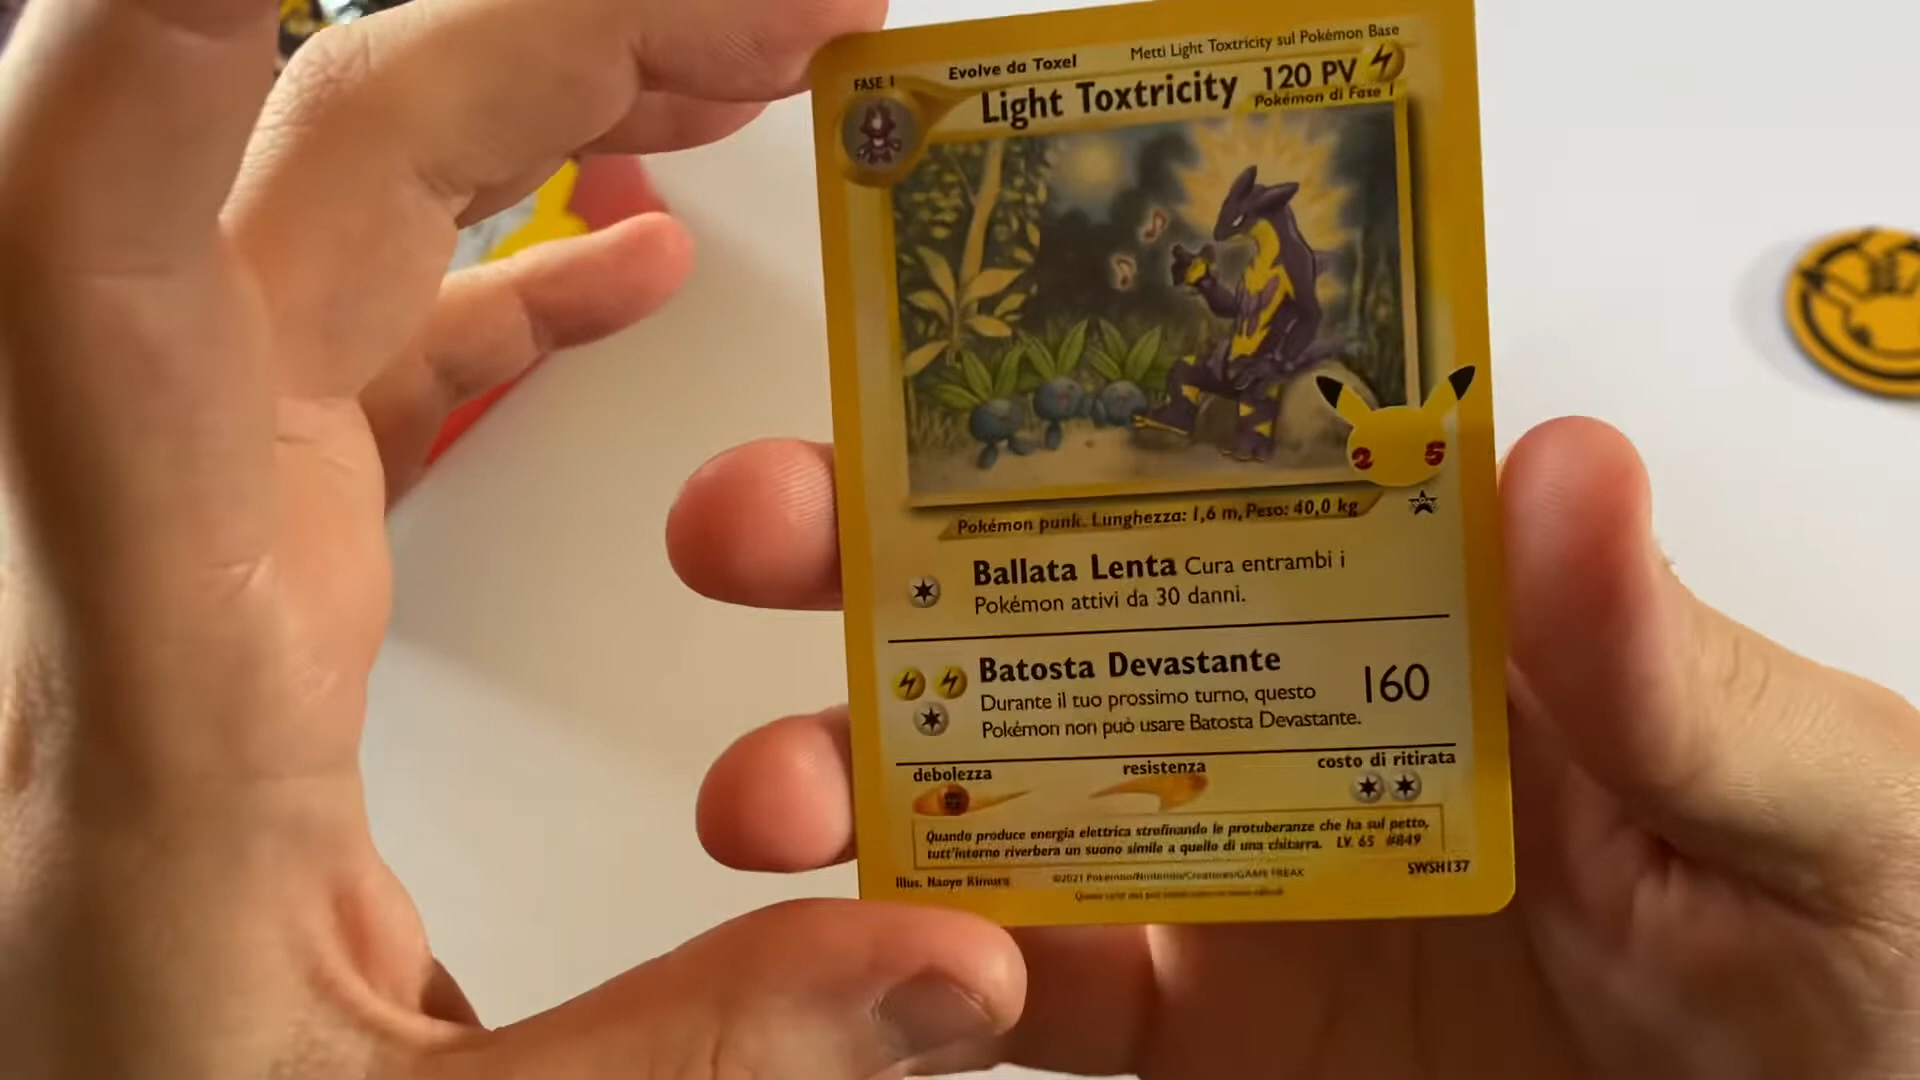 Evolve da Toxel
Metti Light Toxtricity sul Pokémon Base
FASE 1
Light Toxtricity
120 PV
Pokémon di Fase 1
2 5
PROMO
Pokémon punk. Lunghezza: 1,6 m, Peso: 40,0 kg
Ballata Lenta Cura entrambi i
Pokémon attivi da 30 danni.
Batosta Devastante
160
Durante il tuo prossimo turno, questo
Pokémon non può usare Batosta Devastante.
debolezza
resistenza
costo di ritirata
Quando produce energia elettrica strofinando le protuberanze che ha sul petto,
tutt'intorno riverbera un suono simile a quello di una chitarra. LV. 65 #849
Illus. Naoyo Kimura
©2021 Pokémon/Nintendo/Creatures/GAME FREAK
SWSH137